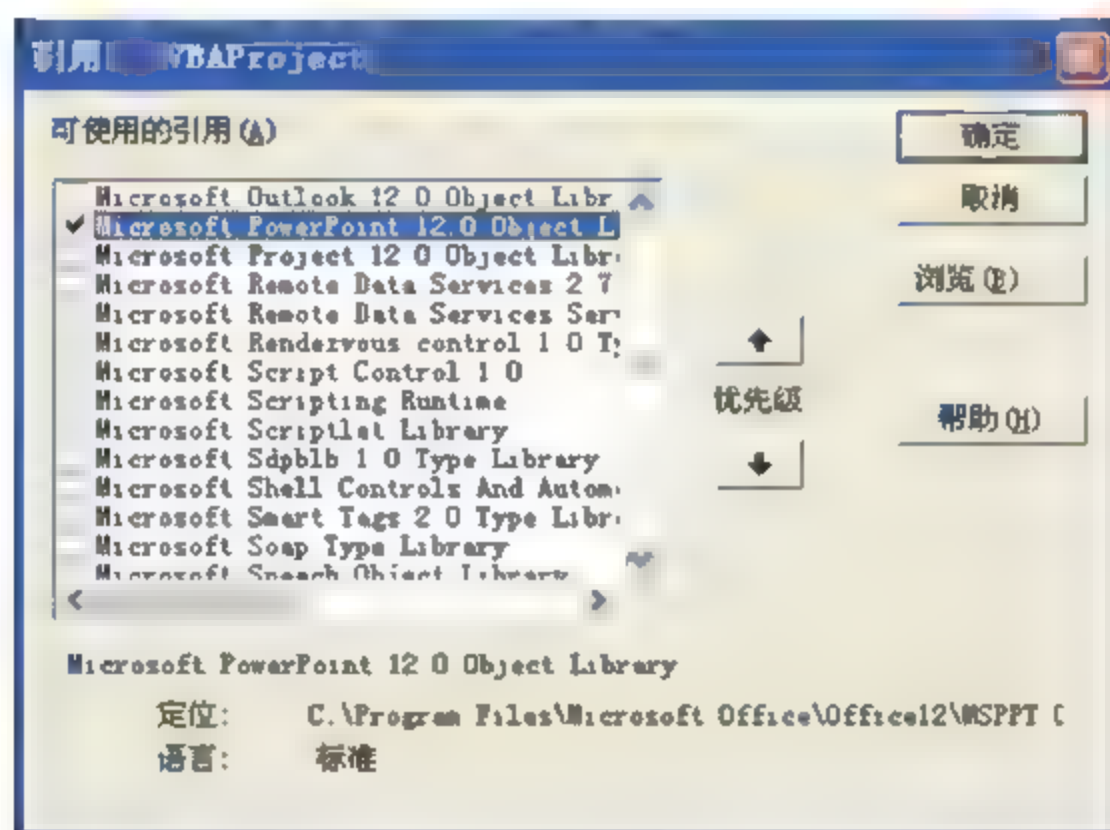 引用 VBAProject
可使用的引用(A)
确定
取消
浏览(B)
帮助(H)
优先级
Microsoft Outlook 12 0 Object Libr
Microsoft PowerPoint 12.0 Object L
Microsoft Project 12 0 Object Libr
Microsoft Remote Data Services 2 7
Microsoft Remote Data Services Ser
Microsoft Rendezvous control 1 0 Ty
Microsoft Script Control 1 0
Microsoft Scripting Runtime
Microsoft Scriptlet Library
Microsoft Sdpblb 1 0 Type Library
Microsoft Shell Controls And Autom
Microsoft Smart Tags 2 0 Type Libr
Microsoft Soap Type Library
Microsoft Speech Object Library
Microsoft PowerPoint 12 0 Object Library
定位: C.\Program Files\Microsoft Office\Office12\MSPPT
语言: 标准